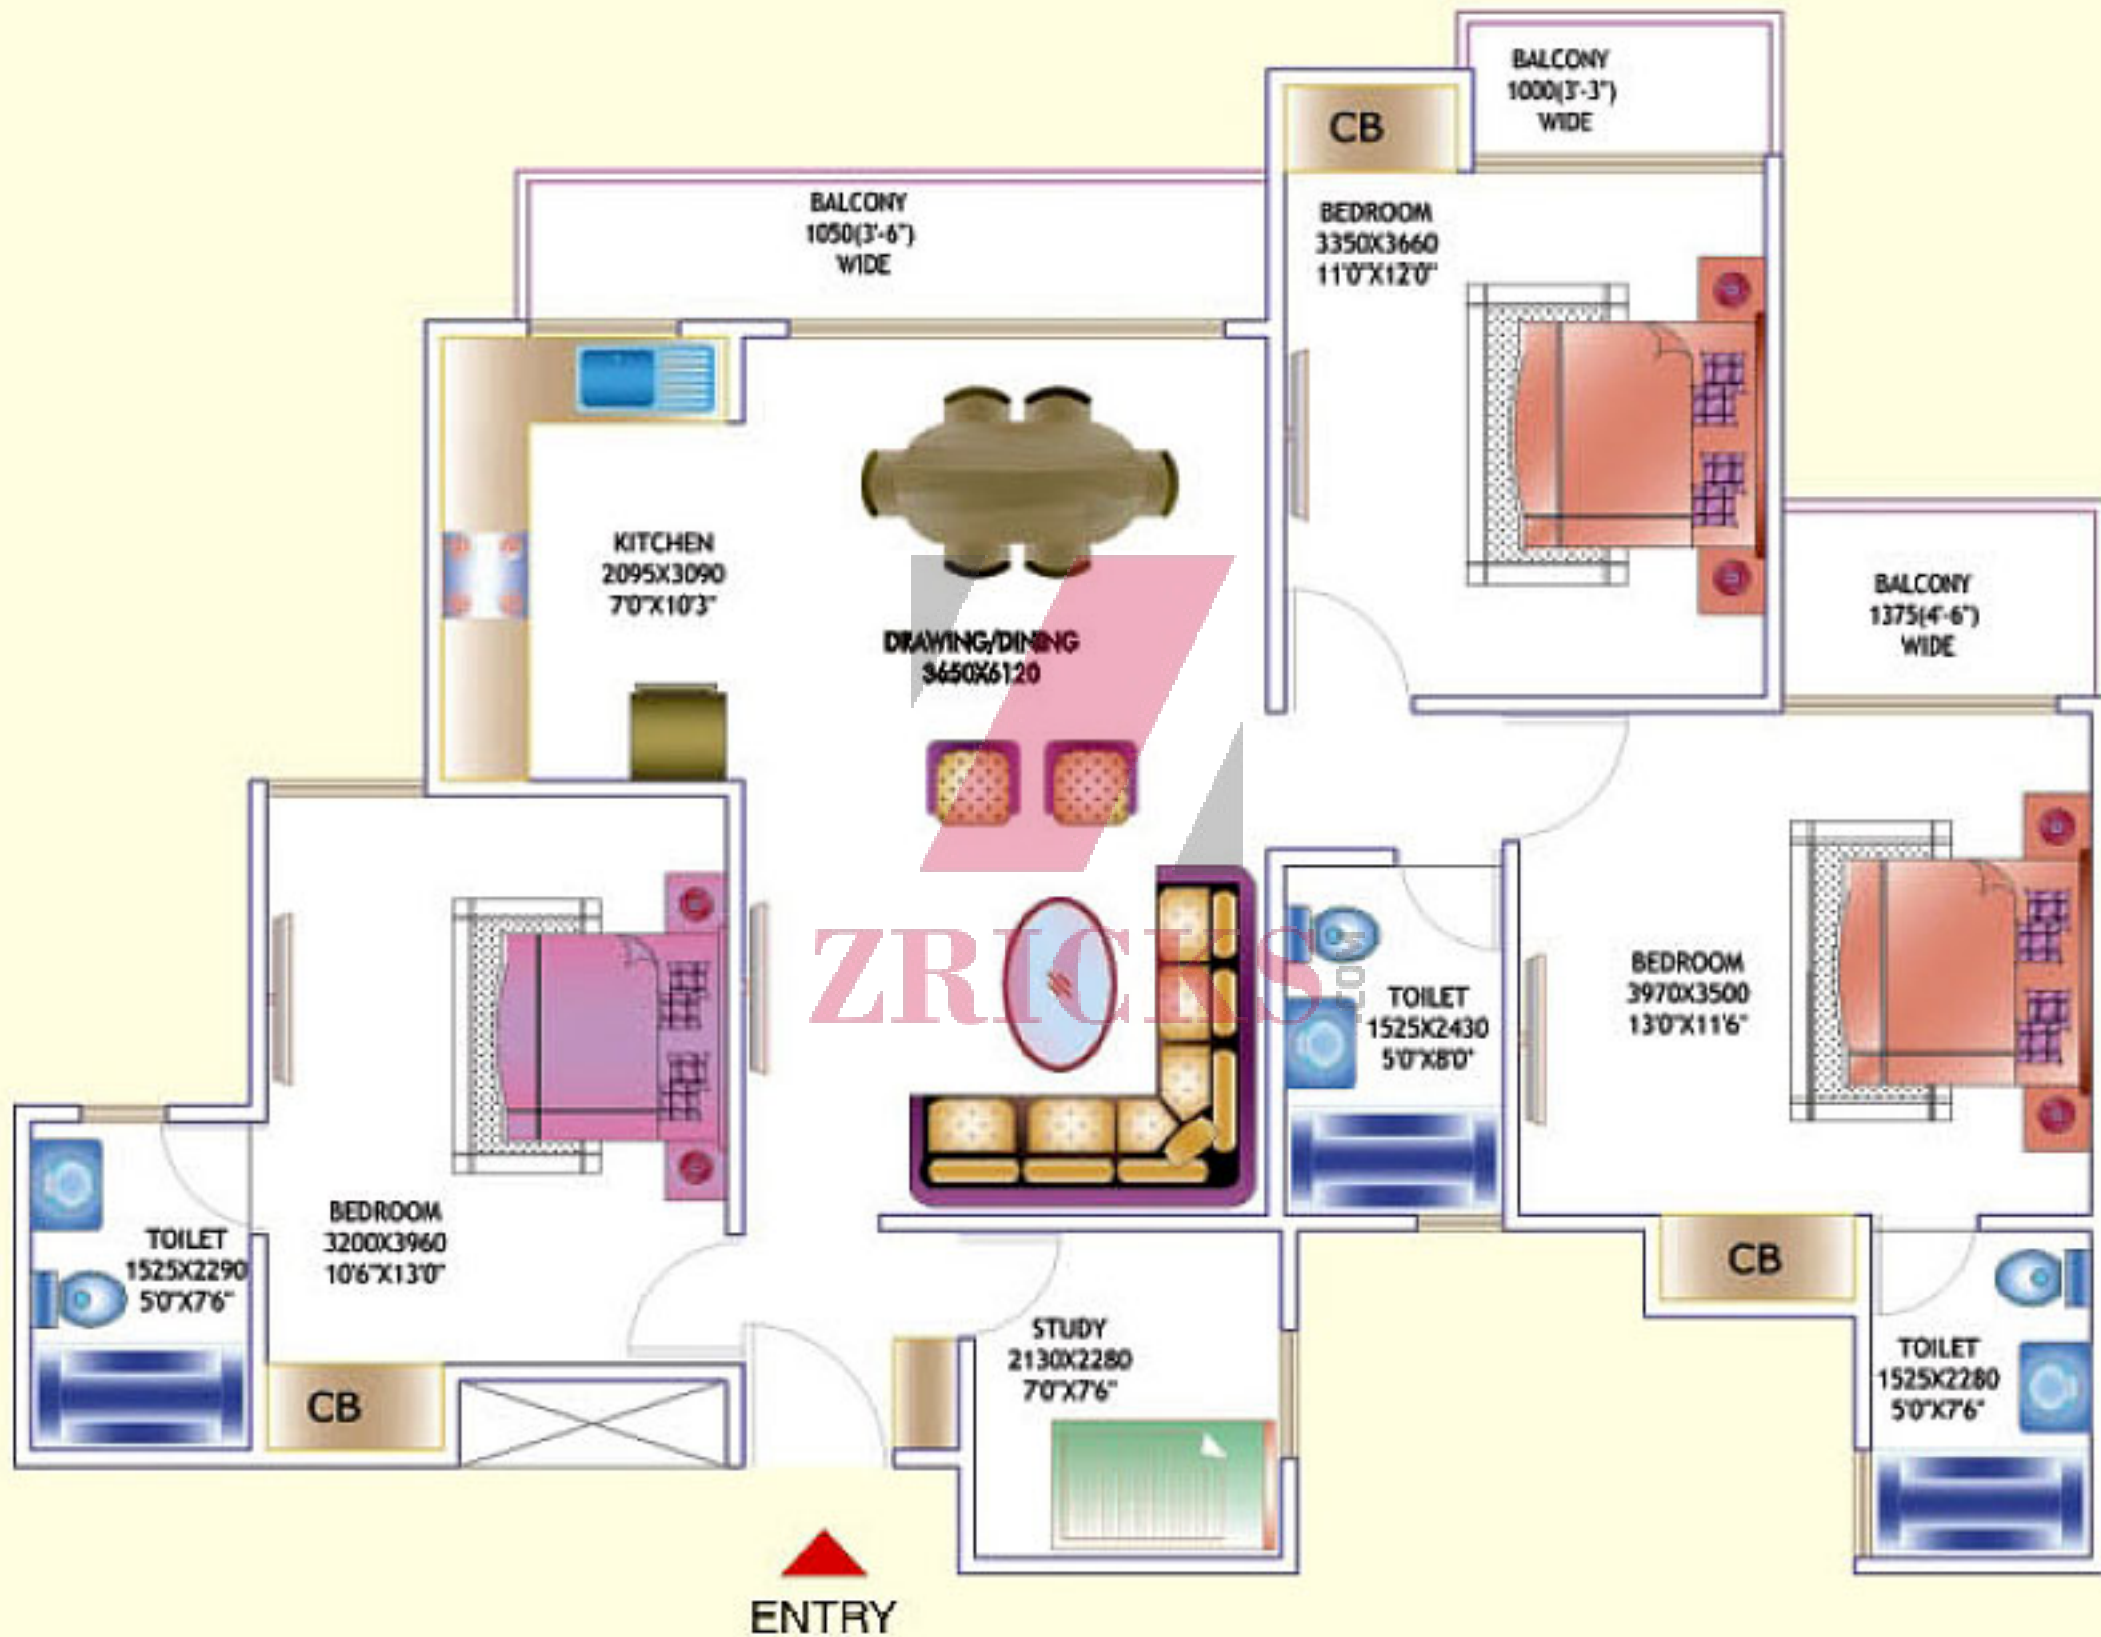 BALCONY
1000(3'-3")
WIDE
CB
BALCONY
1050(3'-6")
WIDE
BEDROOM
3350X3660
11'0"X12'0"
KITCHEN
2095X3090
7'0"X10'3"
DRAWING/DINING
3650X6120
BALCONY
1375(4'-6")
WIDE
ZRICKS
.COM
TOILET
1525X2430
5'0"X8'0"
BEDROOM
3970X3500
13'0"X11'6"
TOILET
1525X2290
5'0"X7'6"
BEDROOM
3200X3960
10'6"X13'0"
CB
STUDY
2130X2280
7'0"X7'6"
CB
TOILET
1525X2280
5'0"X7'6"
ENTRY